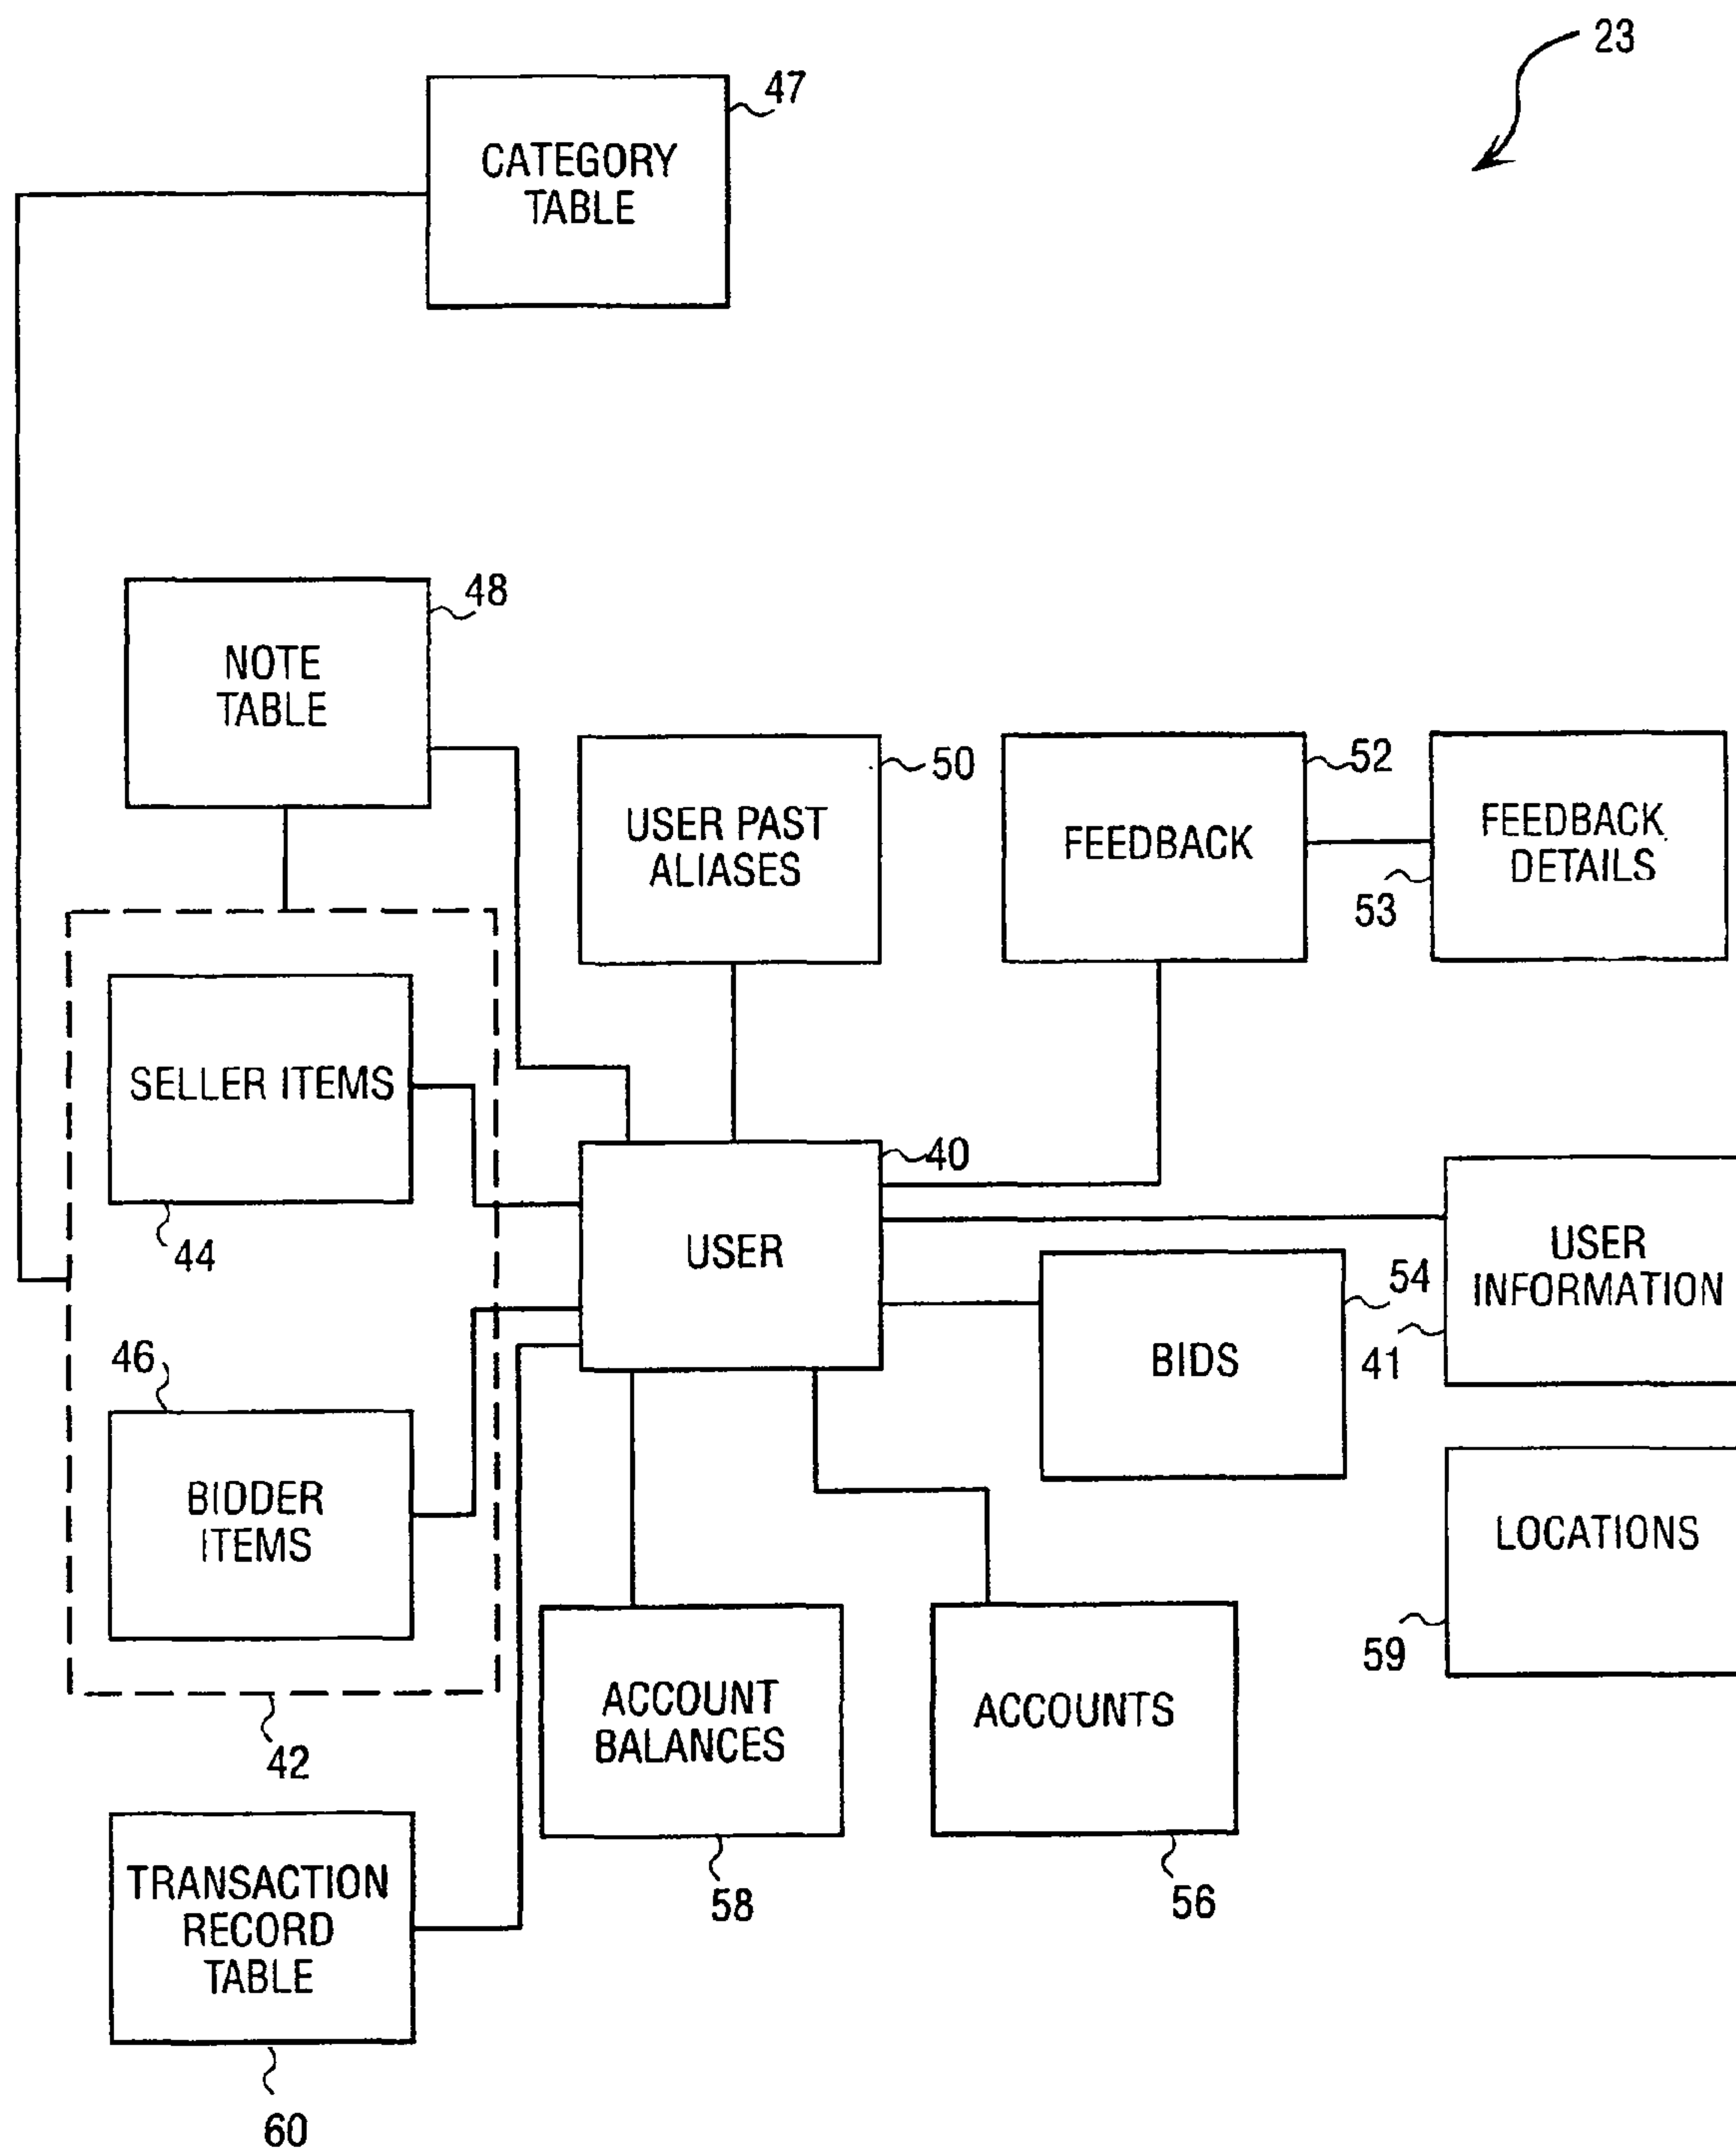 23
47
CATEGORY
TABLE
48
NOTE
TABLE
50
USER PAST
ALIASES
52
FEEDBACK
FEEDBACK
DETAILS
53
SELLER ITEMS
44
40
USER
USER
INFORMATION
41
54
BIDS
46
BIDDER
ITEMS
42
LOCATIONS
59
ACCOUNT
BALANCES
58
ACCOUNTS
56
TRANSACTION
RECORD
TABLE
60